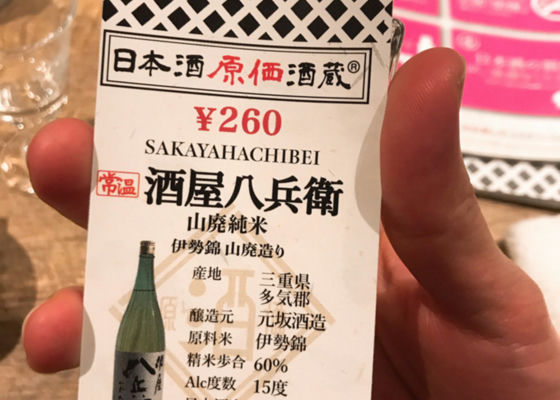 日本酒原価酒蔵®
¥260
SAKAYAHACHIBEI
常温 酒屋八兵衛
山廃純米
伊勢錦 山廃造り
産地 三重県
多気郡
醸造元 元坂酒造
原料米 伊勢錦
精米歩合 60%
Alc度数 15度